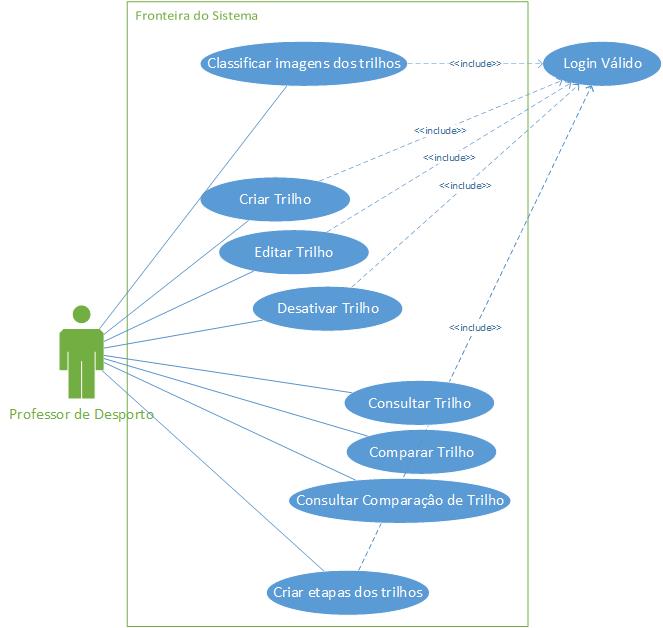 Fronteira do Sistema
Classificar imagens dos trilhos
<<include>>
Login Válido
<<include>>
<<include>>
<<include>>
Criar Trilho
Editar Trilho
Desativar Trilho
<<include>>
Professor de Desporto
Consultar Trilho
Comparar Trilho
Consultar Comparaçâo de Trilho
Criar etapas dos trilhos